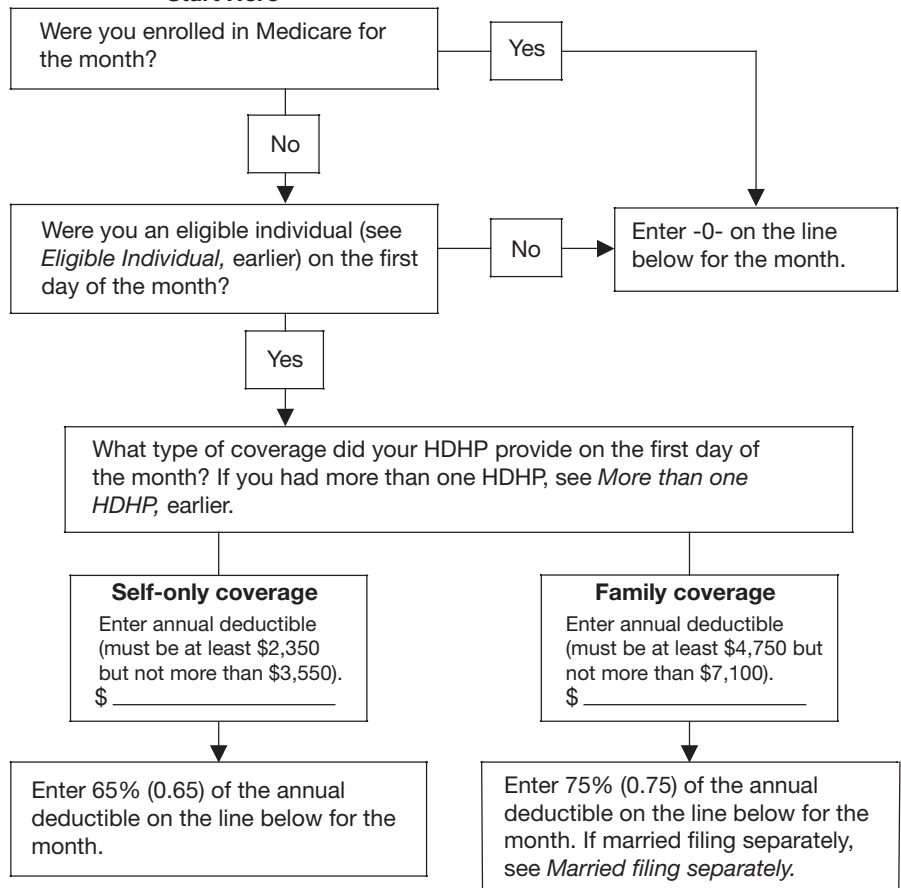 Start Here
Were you enrolled in Medicare for
the month?
Yes
No
Were you an eligible individual (see
Eligible Individual, earlier) on the first
day of the month?
No
Enter -0- on the line
below for the month.
Yes
What type of coverage did your HDHP provide on the first day of
the month? If you had more than one HDHP, see More than one
HDHP, earlier.
Self-only coverage
Enter annual deductible
(must be at least $2,350
but not more than $3,550).
$
Family coverage
Enter annual deductible
(must be at least $4,750 but
not more than $7,100).
$
Enter 65% (0.65) of the annual
deductible on the line below for the
month.
Enter 75% (0.75) of the annual
deductible on the line below for the
month. If married filing separately,
see Married filing separately.